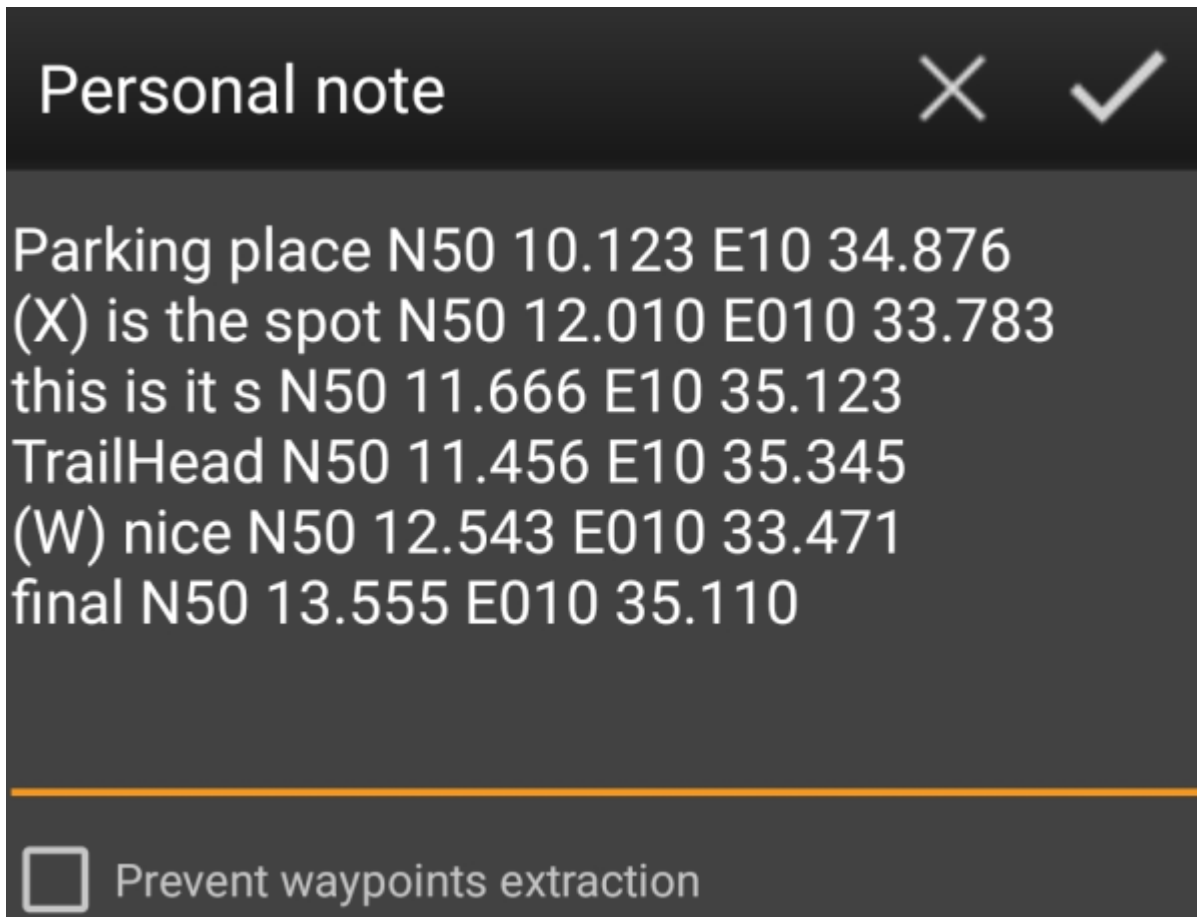 Personal note
Parking place N50 10.123 E10 34.876
(X) is the spot N50 12.010 E010 33.783
this is it s N50 11.666 E10 35.123
TrailHead N50 11.456 E10 35.345
(W) nice N50 12.543 E010 33.471
final N50 13.555 E010 35.110
Prevent waypoints extraction